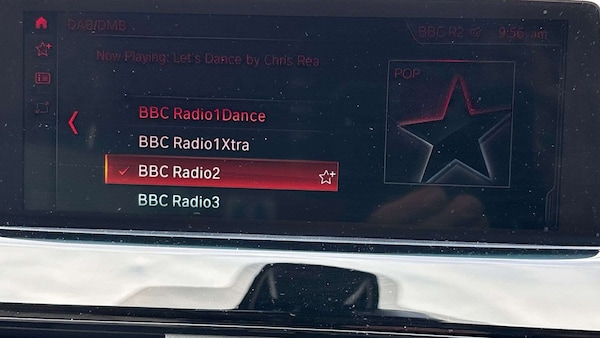 DAB/DMB
BBC R2
9:56 am
Now Playing: Let's Dance by Chris Rea
POP
BBC Radio1Dance
BBC Radio1Xtra
BBC Radio2
BBC Radio3